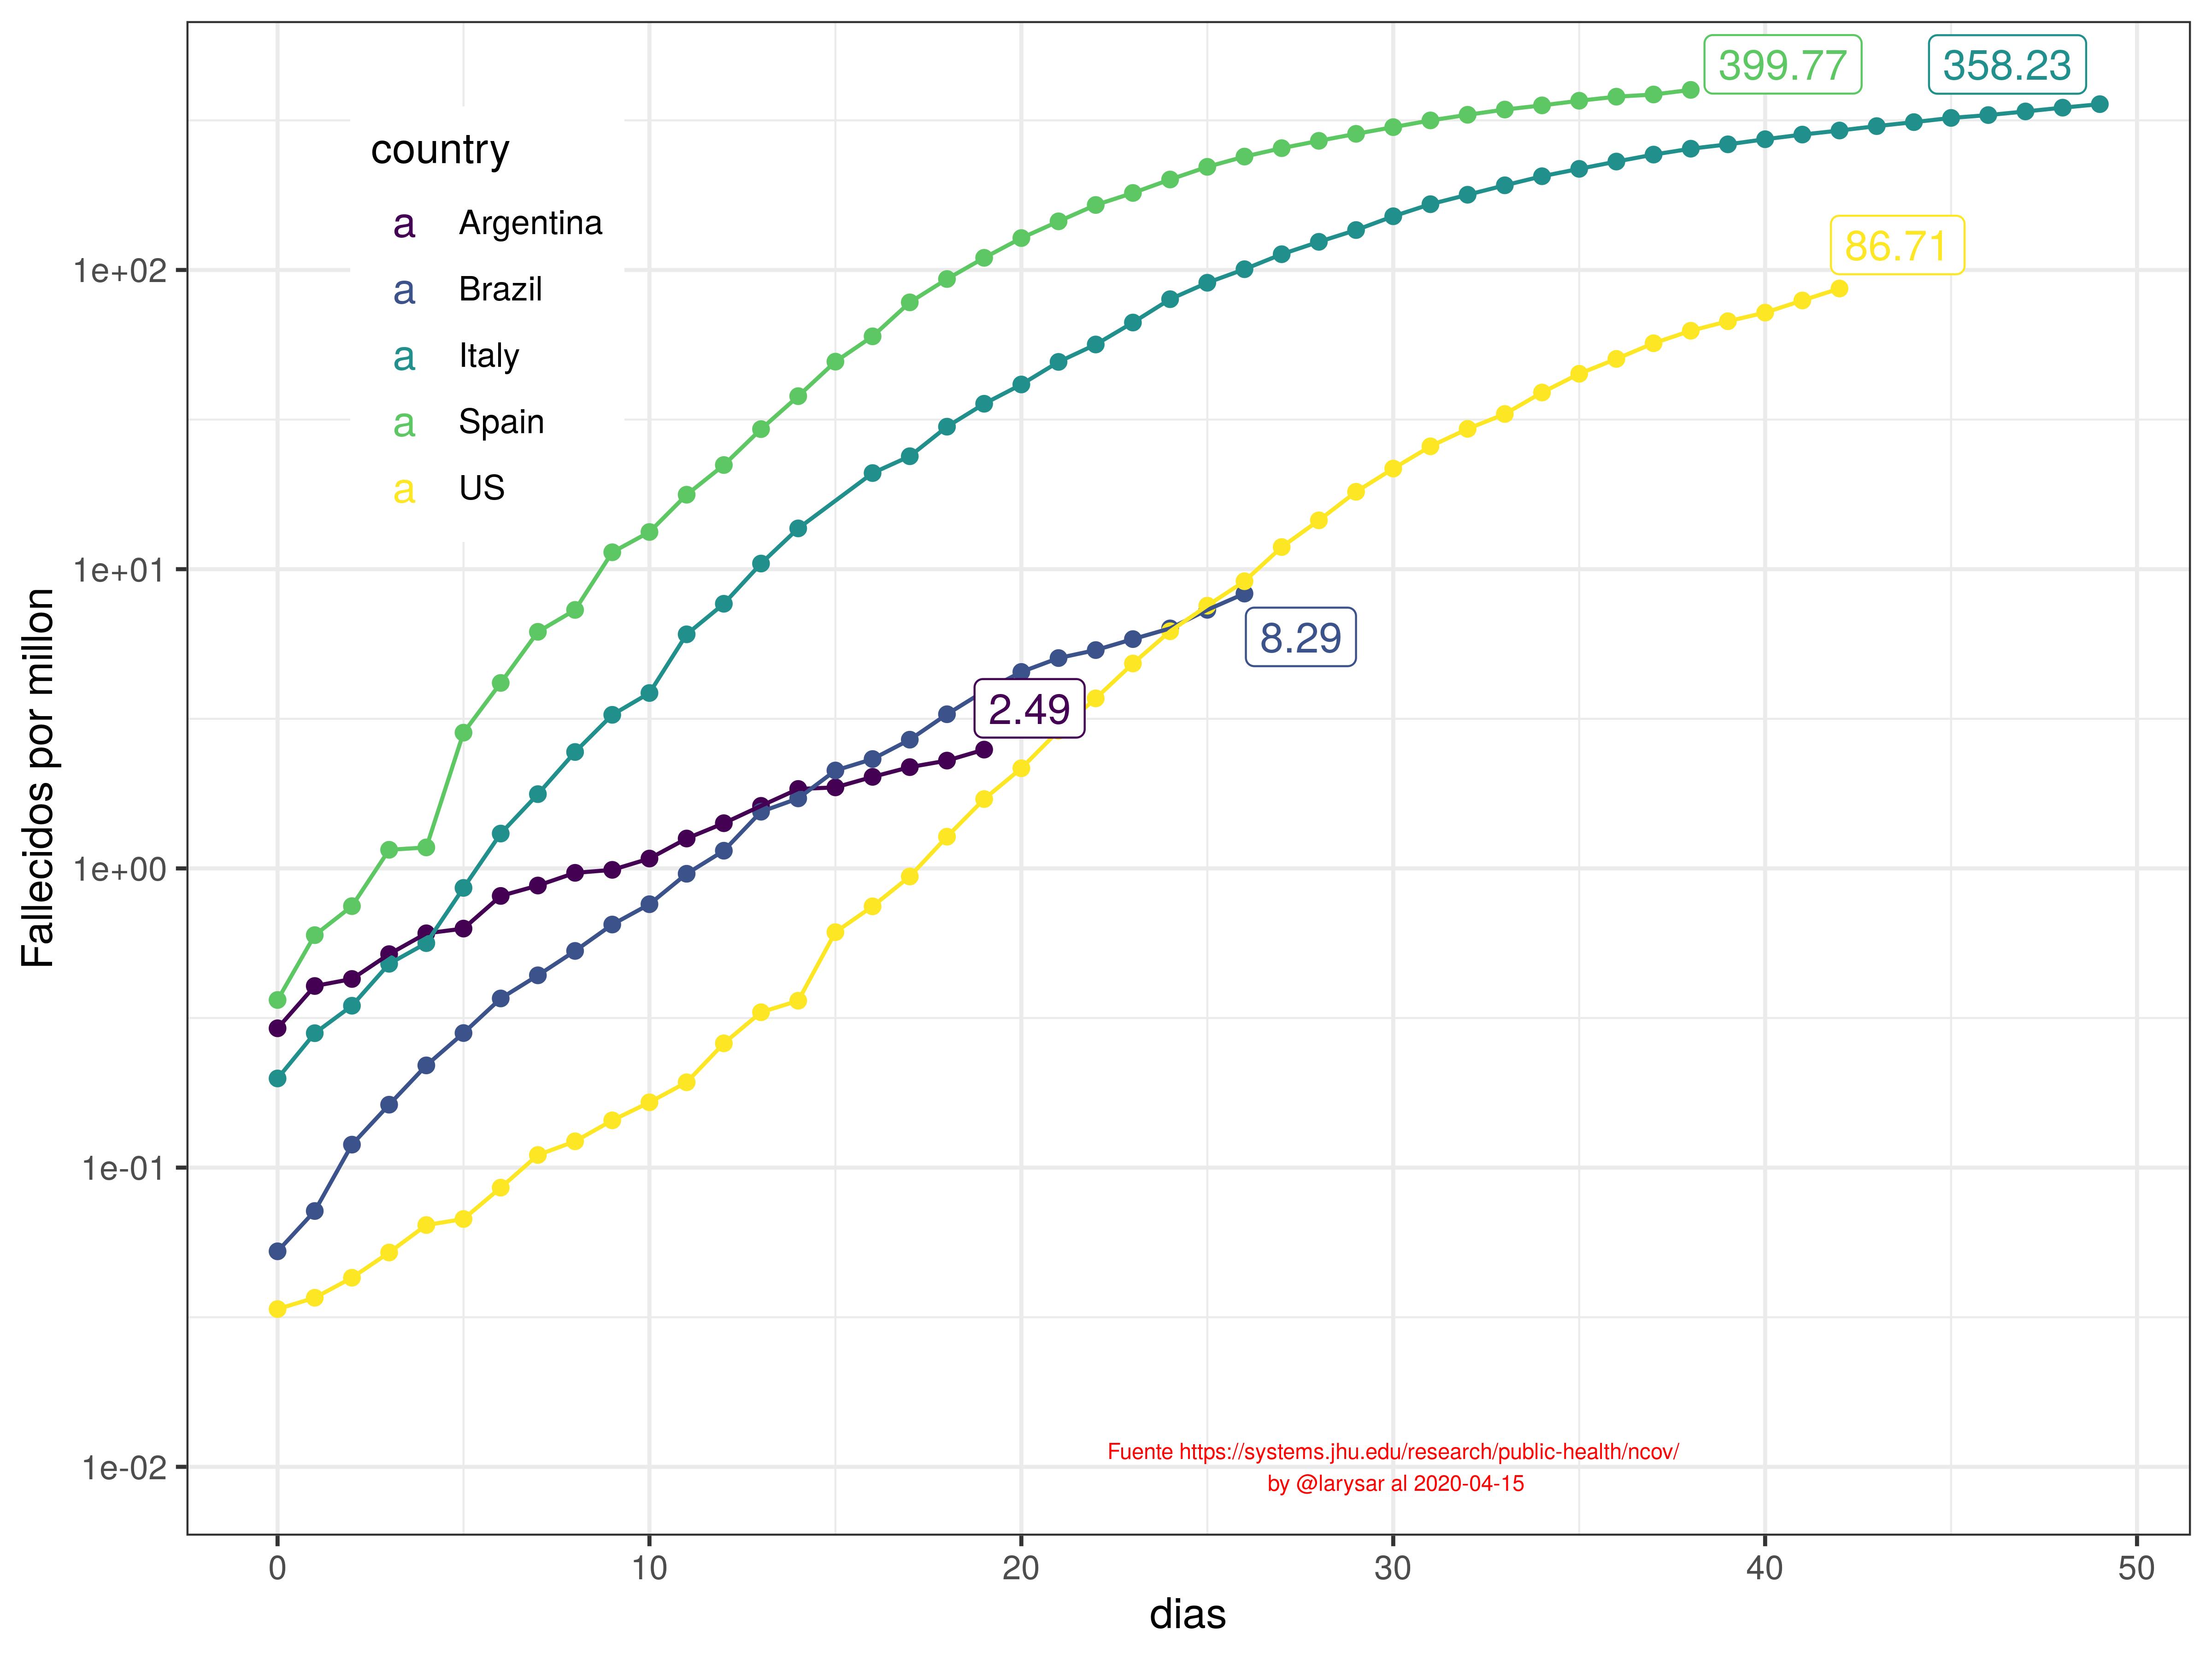 399.77
358.23
country
a Argentina
a Brazil
a Italy
a Spain
a US
86.71
8.29
2.49
1e+02
1e+01
1e+00
1e-01
1e-02
Fallecidos por millon
Fuente https://systems.jhu.edu/research/public-health/ncov/
by @larysar al 2020-04-15
0 10 20 30 40 50
dias